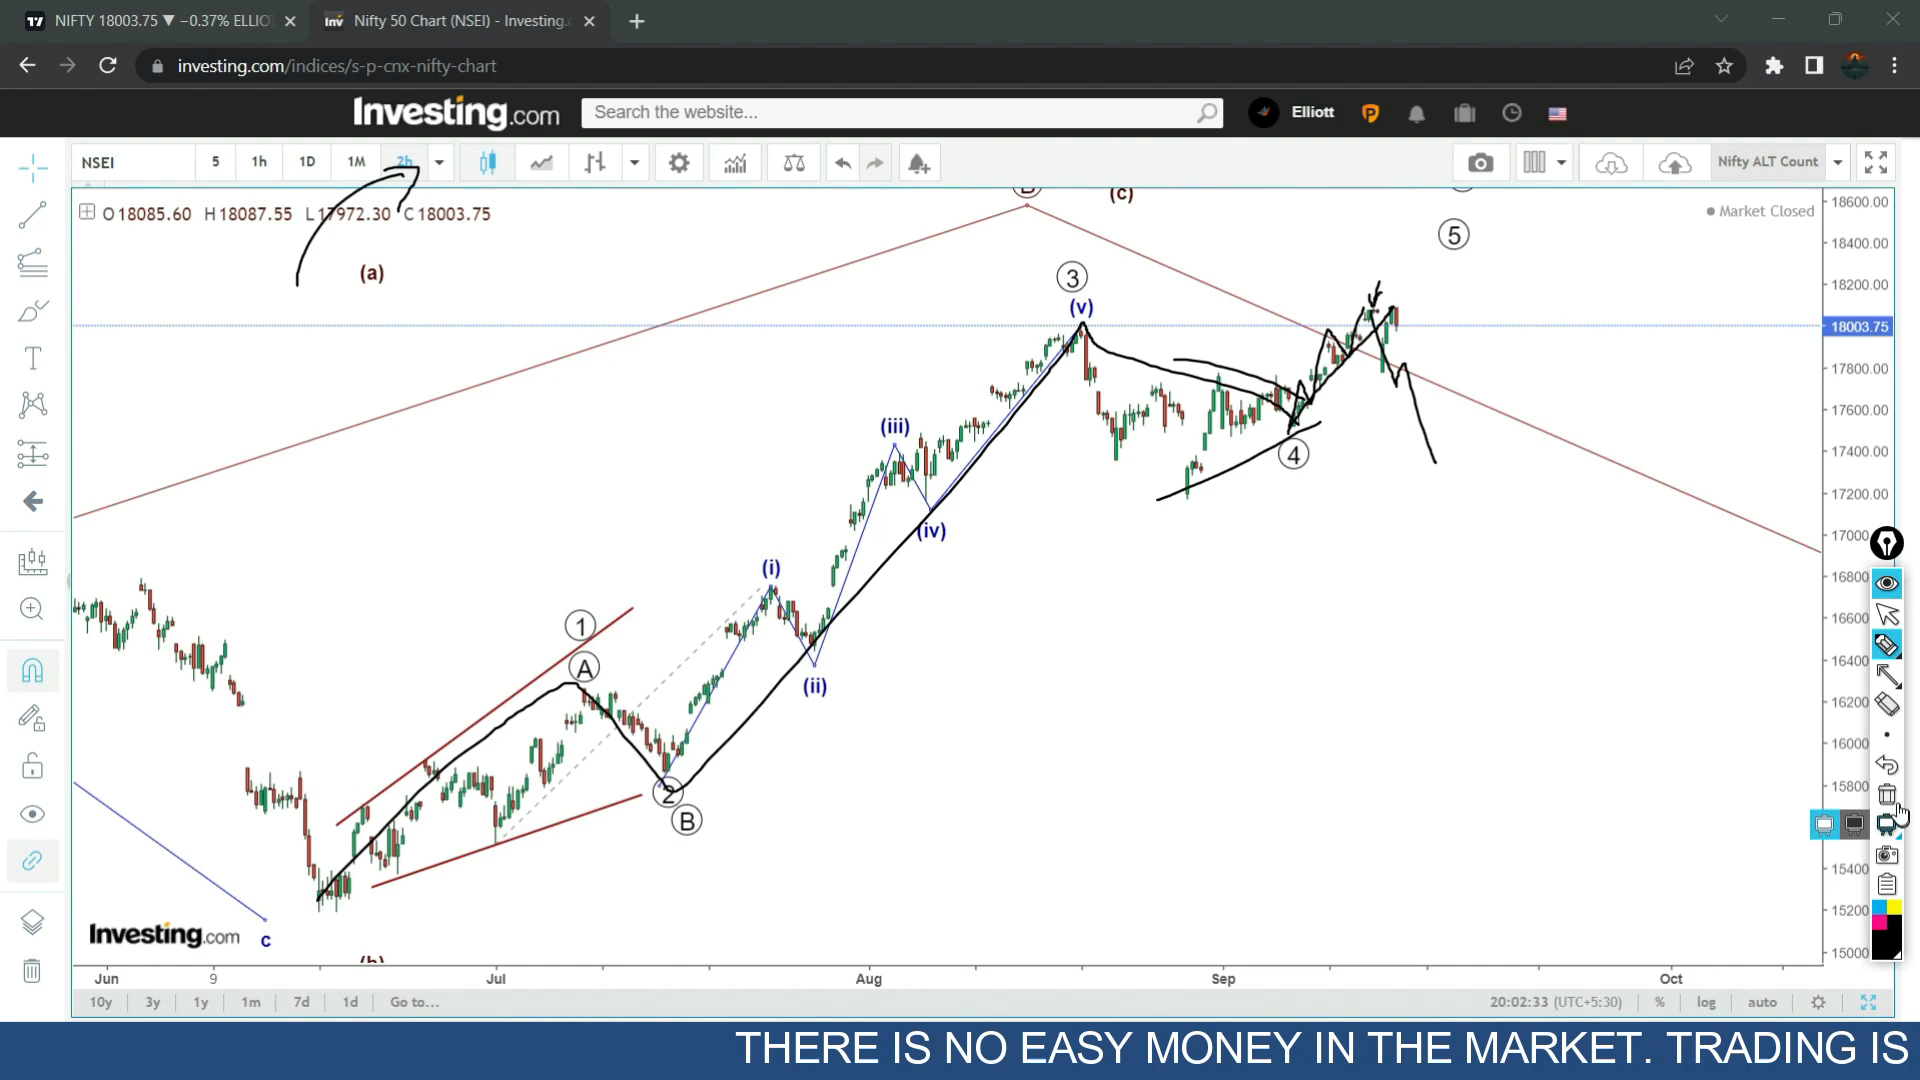 NIFTY 18003.75 ▼ −0.37% ELLIO
Nifty 50 Chart (NSEI) - Investing.
investing.com/indices/s-p-cnx-nifty-chart
Investing.com
Search the website...
Elliott
NSEI 5 1h 1D 1M 2h
Nifty ALT Count
O18085.60 H18087.55 L17972.30 C18003.75
Market Closed
(c)
(a)
5
3
(v)
(iii)
4
(iv)
(i)
1
A
(ii)
2
B
c
Investing.com
18600.00
18400.00
18200.00
18003.75
17800.00
17600.00
17400.00
17200.00
17000
16800
16600
16400
16200
16000
15800
15400
15200
15000
Jun 9 Jul Aug Sep Oct
10y 3y 1y 1m 7d 1d Go to...
20:02:33 (UTC+5:30) % log auto
THERE IS NO EASY MONEY IN THE MARKET. TRADING IS